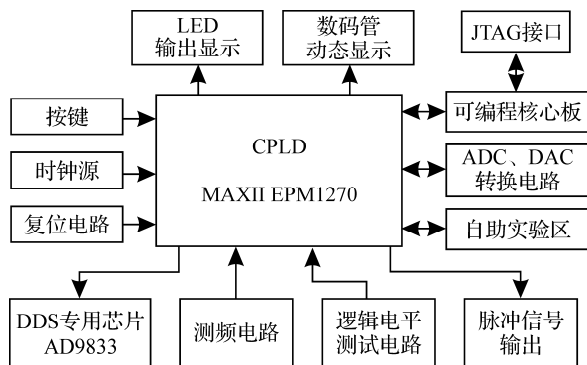 LED
输出显示
数码管
动态显示
JTAG接口
按键
时钟源
复位电路
CPLD
MAXII EPM1270
可编程核心板
ADC、DAC
转换电路
自助实验区
DDS专用芯片
AD9833
测频电路
逻辑电平
测试电路
脉冲信号
输出